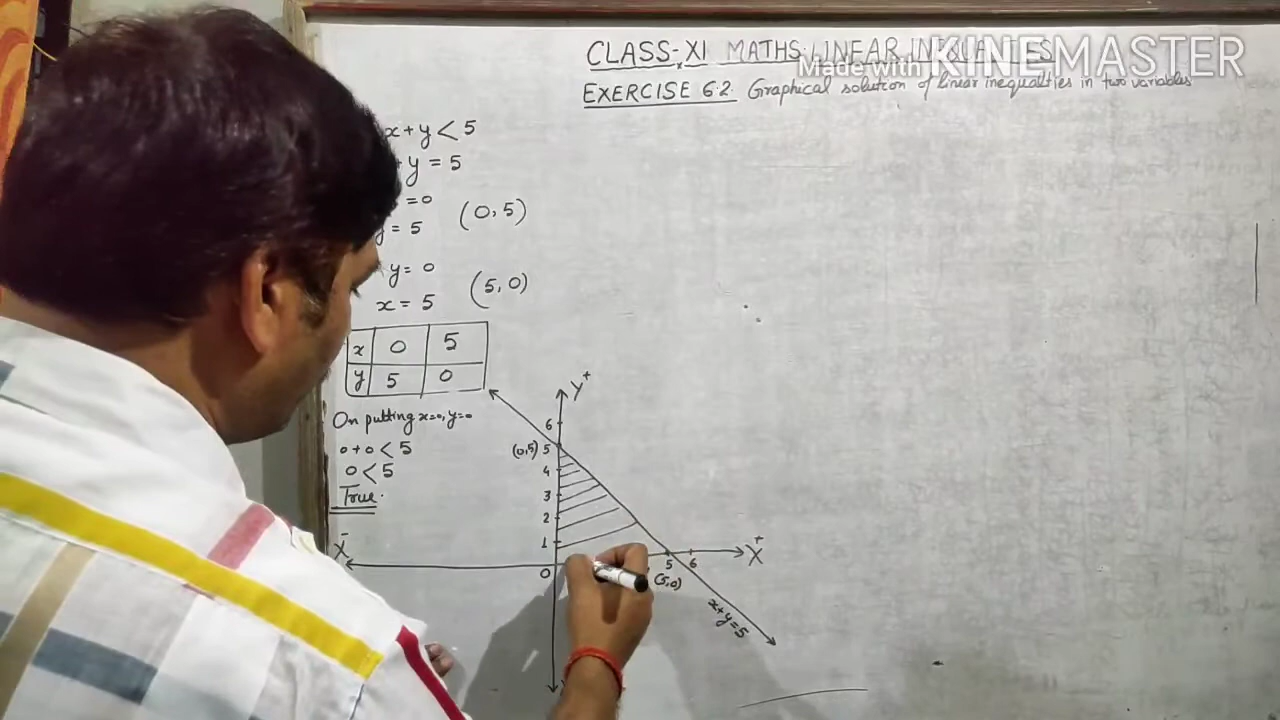 CLASS-XI MATHS: LINEAR INEQUALITIES
Made with KINEMASTER
EXERCISE 6.2. Graphical solution of linear inequalities in two variables
x + y < 5
+ y = 5
= 0
(0, 5)
y = 5
y = 0
(5, 0)
x = 5
x 0 5
y 5 0
On putting x=0, y=0
0 + 0 < 5
0 < 5
True.
Y+
6
(0,5) 5
4
3
2
1
X-
0
5 6
X+
(5,0)
x+y=5